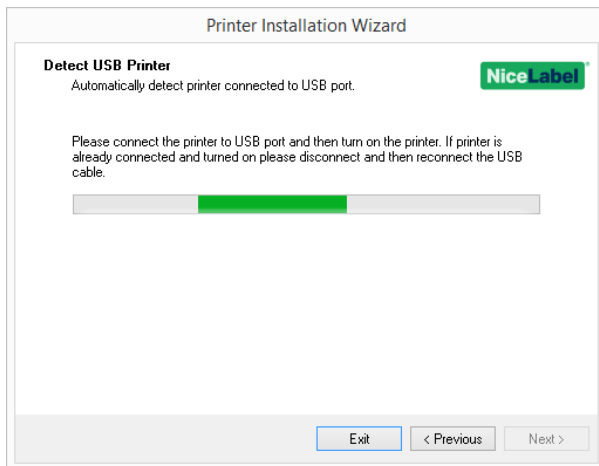 Printer Installation Wizard
Detect USB Printer
Automatically detect printer connected to USB port.
NiceLabel
Please connect the printer to USB port and then turn on the printer. If printer is
already connected and turned on please disconnect and then reconnect the USB
cable.
Exit
< Previous
Next >